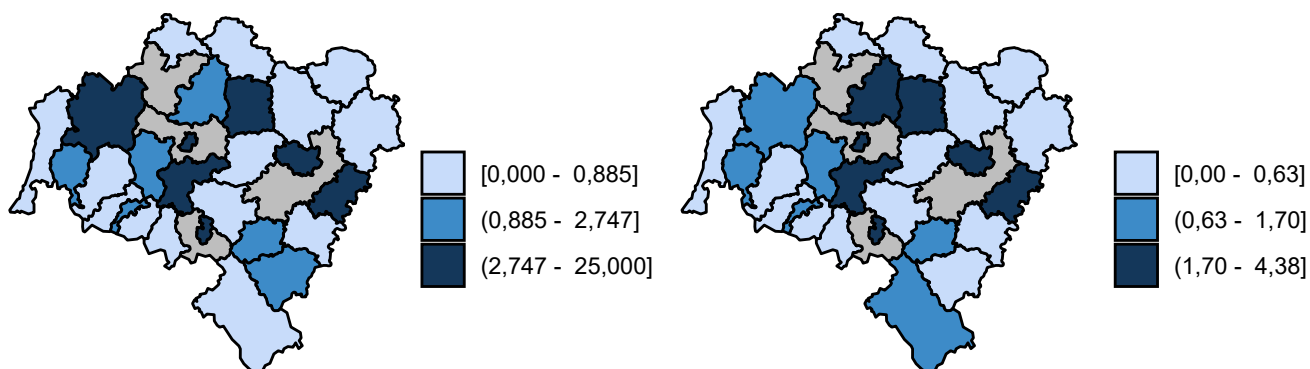 [0,000 - 0,885]
(0,885 - 2,747]
(2,747 - 25,000]
[0,00 - 0,63]
(0,63 - 1,70]
(1,70 - 4,38]